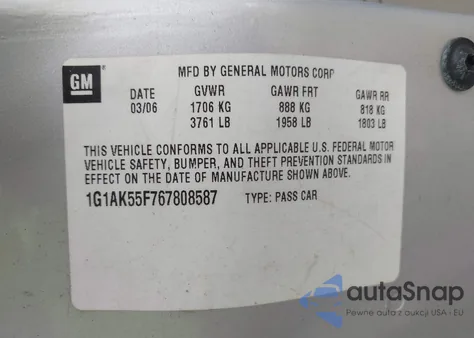 GM
MFD BY GENERAL MOTORS CORP
DATE GVWR GAWR FRT GAWR RR
03/06 1706 KG 888 KG 818 KG
3761 LB 1958 LB 1803 LB
THIS VEHICLE CONFORMS TO ALL APPLICABLE U.S. FEDERAL MOTOR
VEHICLE SAFETY, BUMPER, AND THEFT PREVENTION STANDARDS IN
EFFECT ON THE DATE OF MANUFACTURE SHOWN ABOVE.
1G1AK55F767808587 TYPE: PASS CAR
autaSnap
Pewne auta z aukcji USA - EU